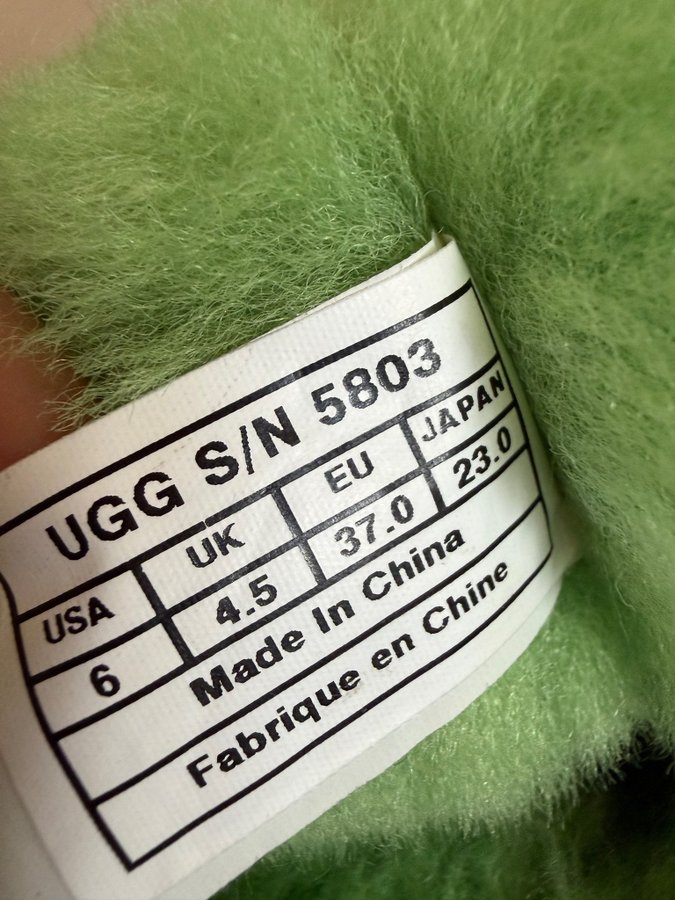 UGG S/N 5803
USA UK EU JAPAN
6 4.5 37.0 23.0
Made In China
Fabrique en Chine